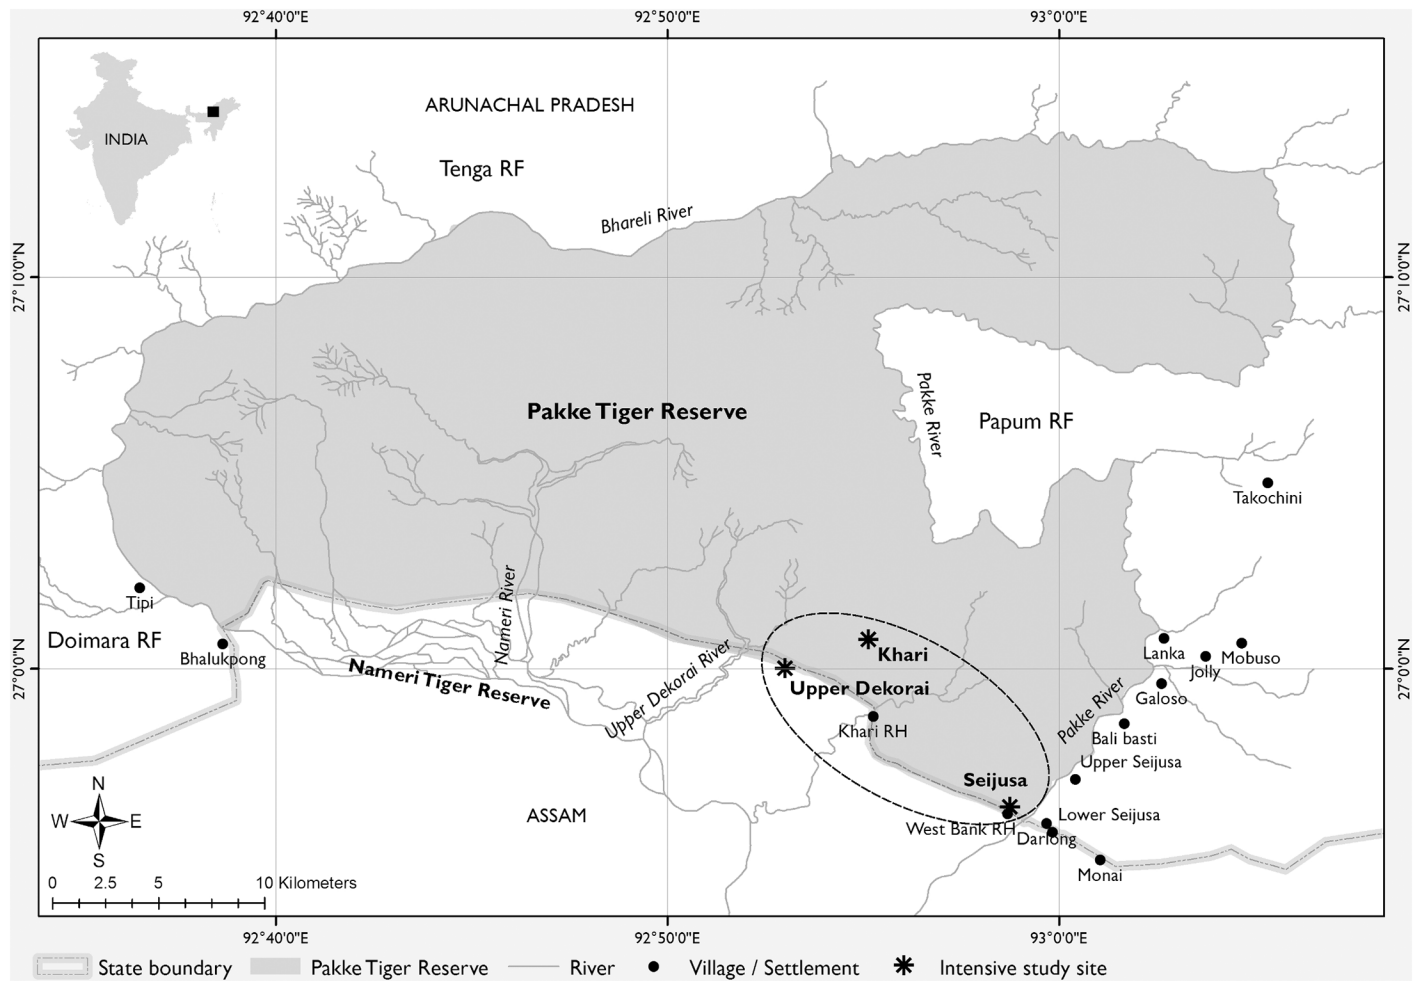 92°40'0"E 92°50'0"E 93°0'0"E
INDIA
ARUNACHAL PRADESH
Tenga RF
Bhareli River
27°10'0"N 27°10'0"N
Pakke Tiger Reserve
Pakke River
Papum RF
Takochini
Tipi
Doimara RF
Bhalukpong
Nameri River
Nameri Tiger Reserve
Upper Dekorai River
Khari
Upper Dekorai
Khari RH
27°0'0"N 27°0'0"N
Lanka
Mobuso
Jolly
Galoso
Pakke River
Bali basti
Upper Seijusa
Seijusa
Lower Seijusa
West Bank RH
Darlong
Monai
ASSAM
N
W E
S
0 2.5 5 10 Kilometers
92°40'0"E 92°50'0"E 93°0'0"E
State boundary Pakke Tiger Reserve River Village / Settlement Intensive study site